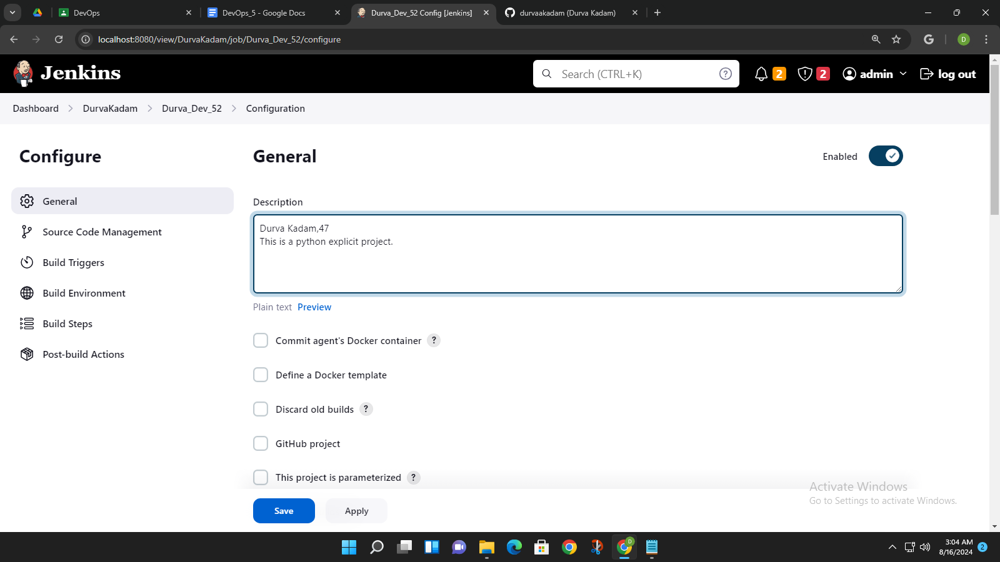 DevOps
DevOps_5 - Google Docs
Durva_Dev_52 Config [Jenkins]
durvaakadam (Durva Kadam)
localhost:8080/view/DurvaKadam/job/Durva_Dev_52/configure
G
D
Jenkins
Search (CTRL+K)
?
2
2
admin
log out
Dashboard
DurvaKadam
Durva_Dev_52
Configuration
Configure
General
Source Code Management
Build Triggers
Build Environment
Build Steps
Post-build Actions
General
Enabled
Description
Durva Kadam,47
This is a python explicit project.
Plain text Preview
Commit agent's Docker container ?
Define a Docker template
Discard old builds ?
GitHub project
This project is parameterized ?
Save
Apply
Activate Windows
Go to Settings to activate Windows.
D
3:04 AM
8/16/2024
2